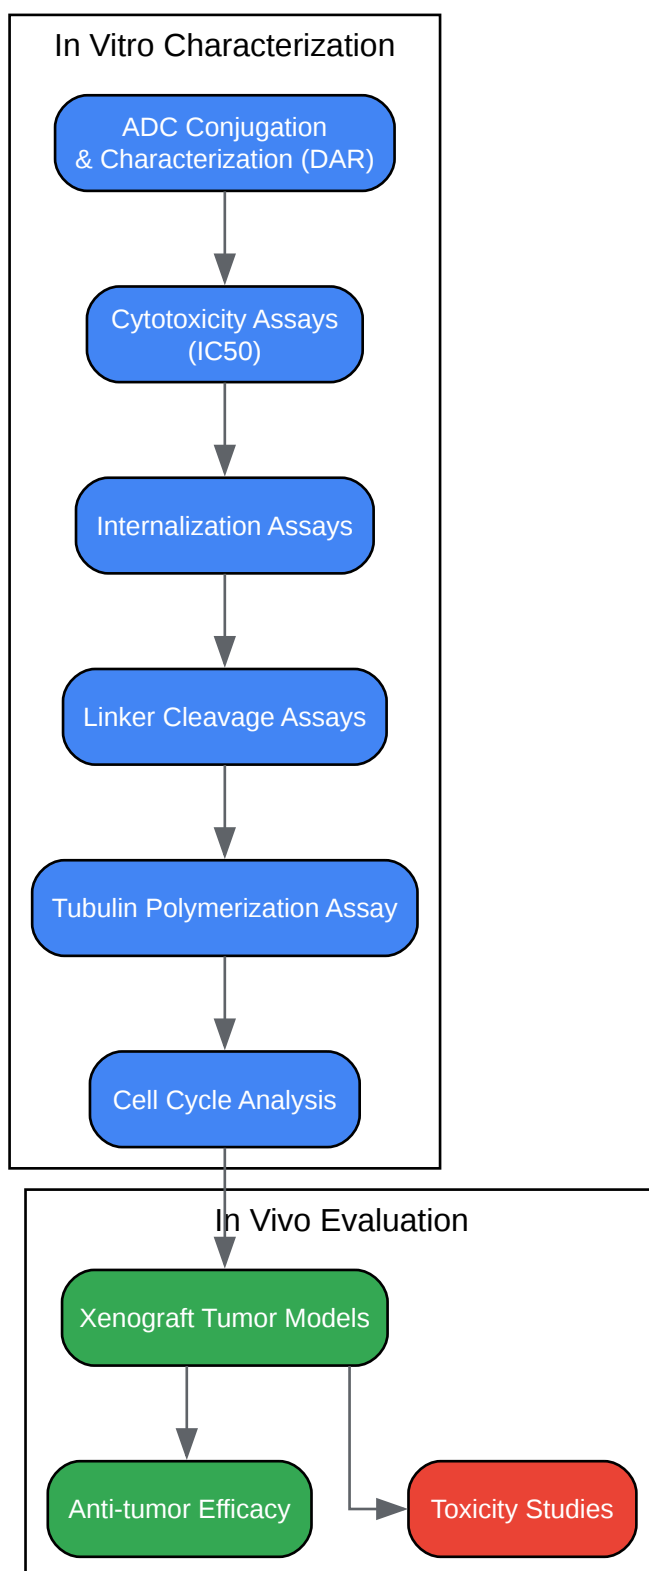 In Vitro Characterization
ADC Conjugation
& Characterization (DAR)
Cytotoxicity Assays
(IC50)
Internalization Assays
Linker Cleavage Assays
Tubulin Polymerization Assay
Cell Cycle Analysis
In Vivo Evaluation
Xenograft Tumor Models
Anti-tumor Efficacy
Toxicity Studies